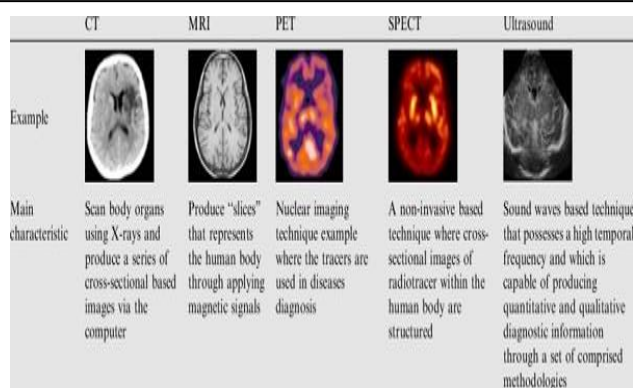 CT MRI PET SPECT Ultrasound
Example
Main characteristic
Scan body organs
using X-rays and
produce a series of
cross-sectional based
images via the
computer
Produce "slices"
that represents
the human body
through applying
magnetic signals
Nuclear imaging
technique example
where the tracers are
used in diseases
diagnosis
A non-invasive based
technique where cross-
sectional images of
radiotracer within the
human body are
structured
Sound waves based technique
that possesses a high temporal
frequency and which is
capable of producing
quantitative and qualitative
diagnostic information
through a set of comprised
methodologies